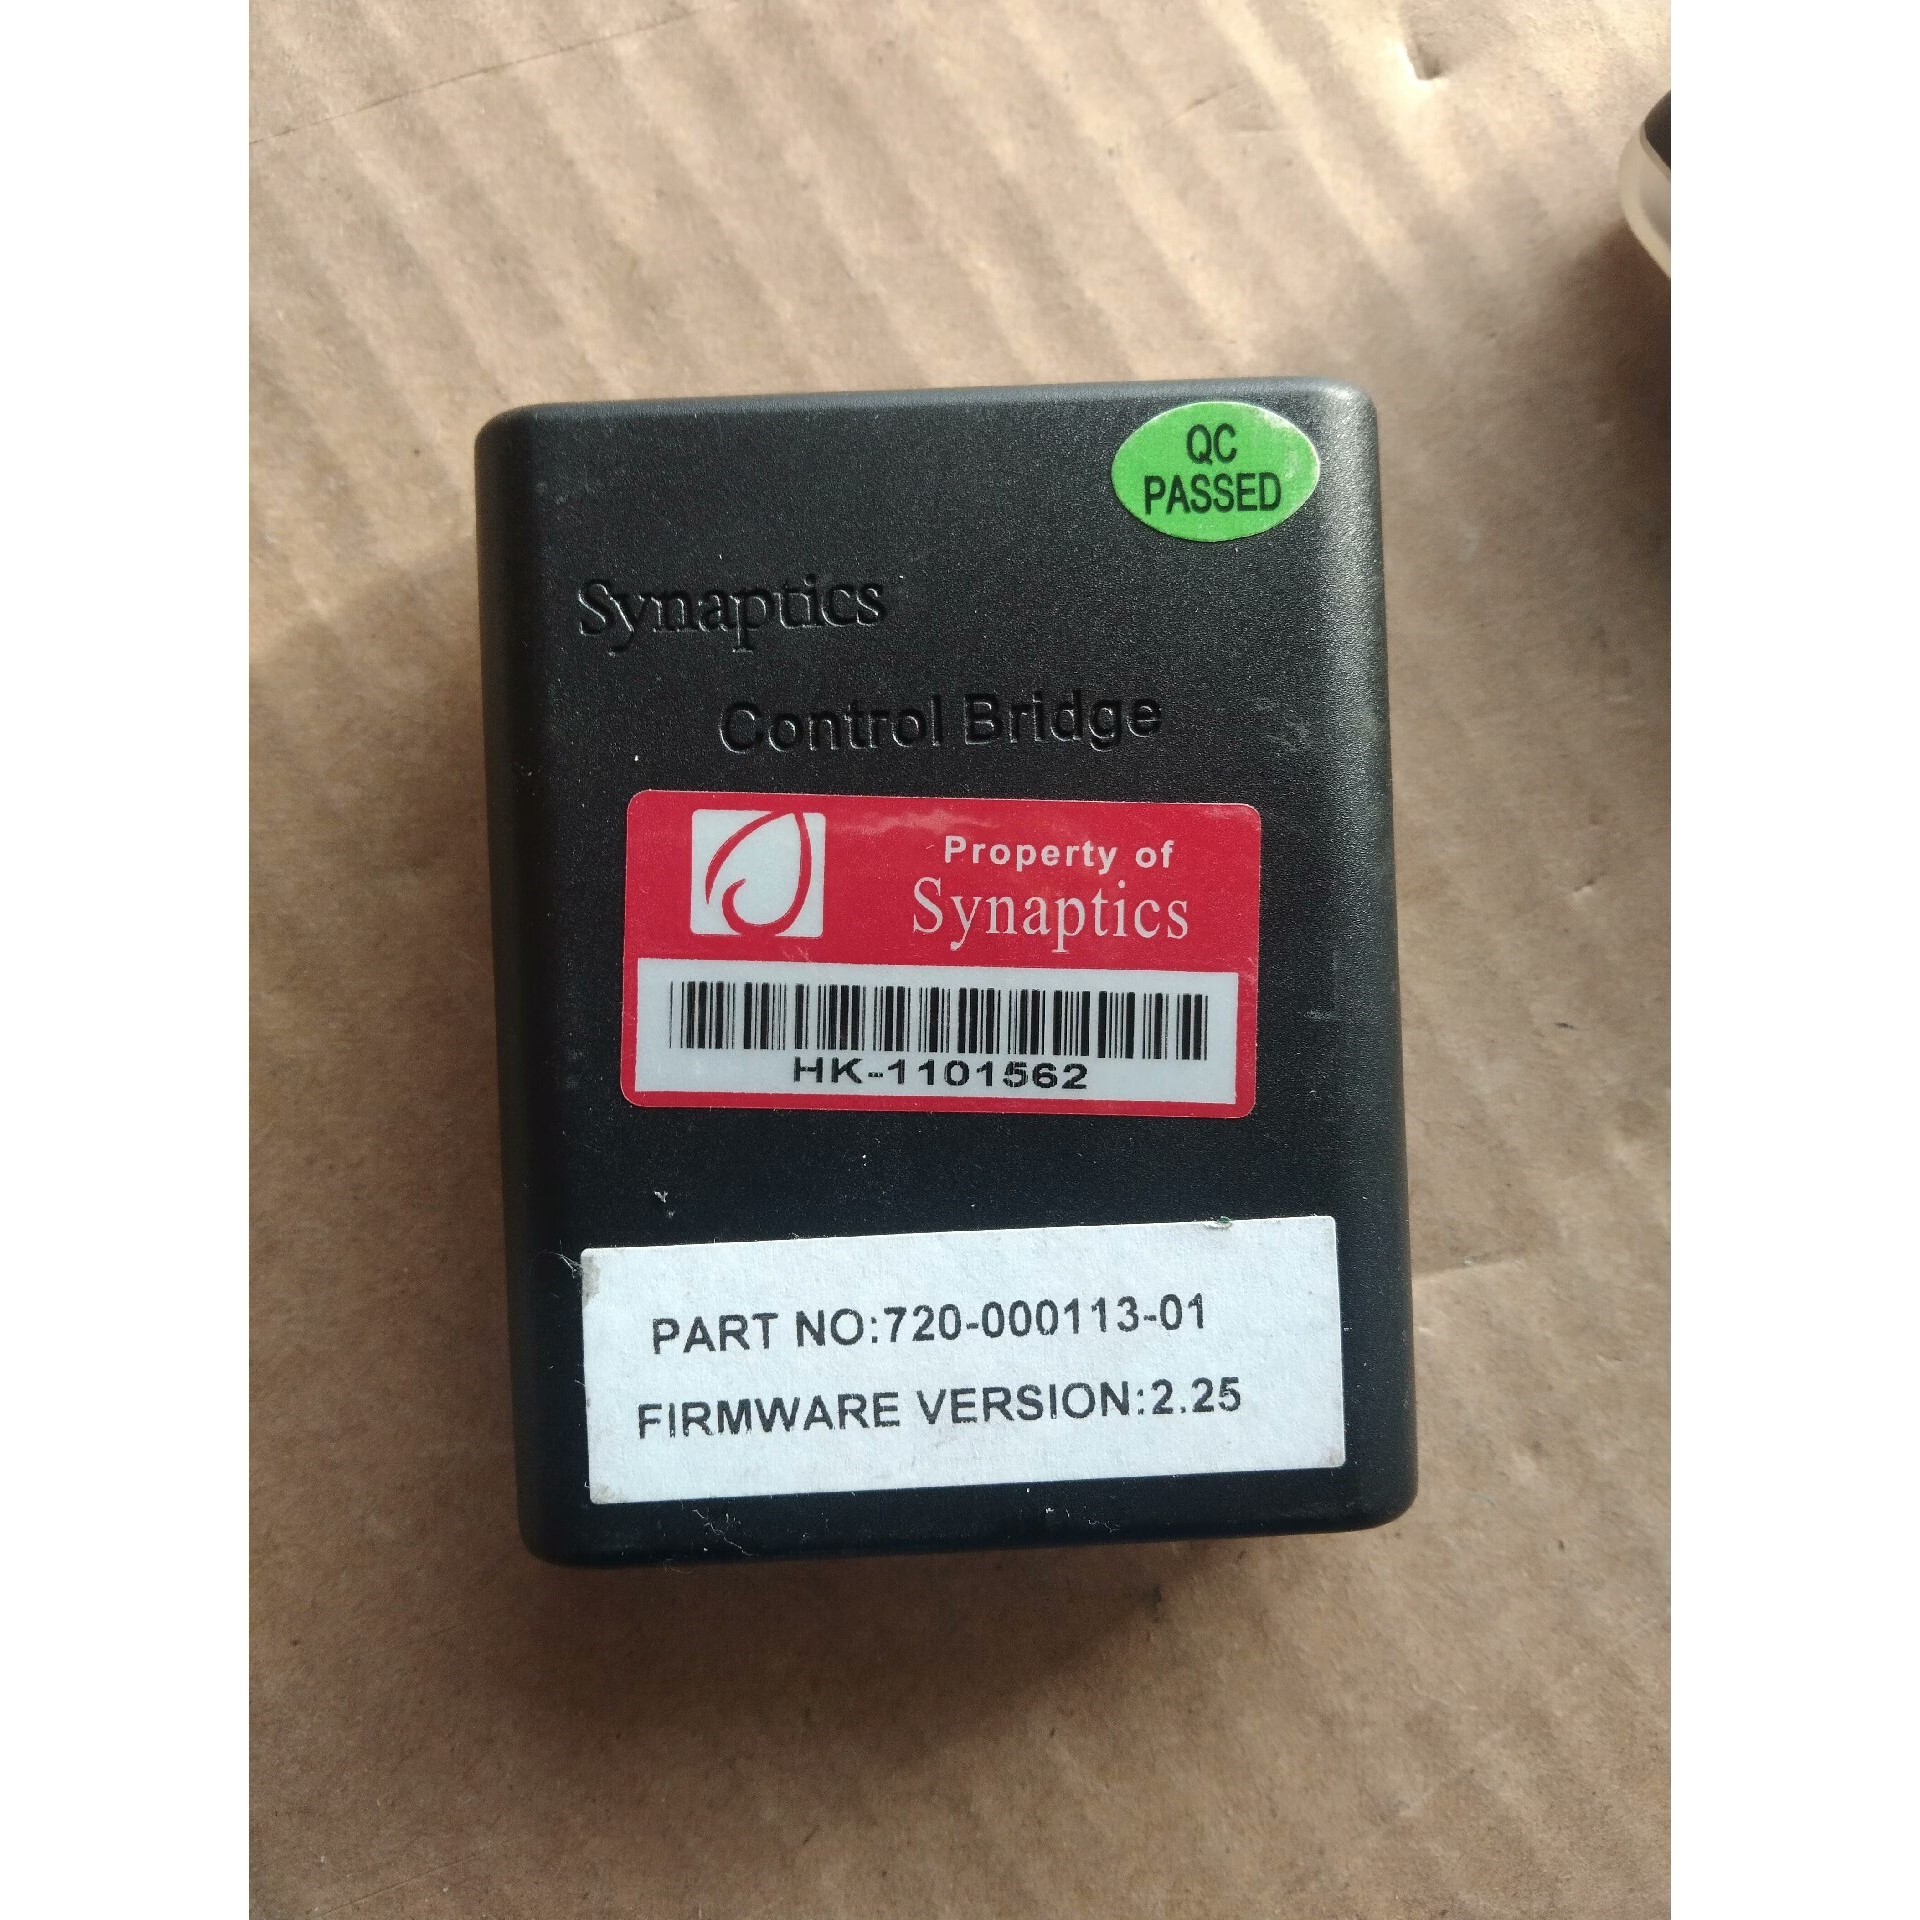 QC
PASSED
Synaptics
Control Bridge
Property of
Synaptics
HK-1101562
PART NO:720-000113-01
FIRMWARE VERSION:2.25